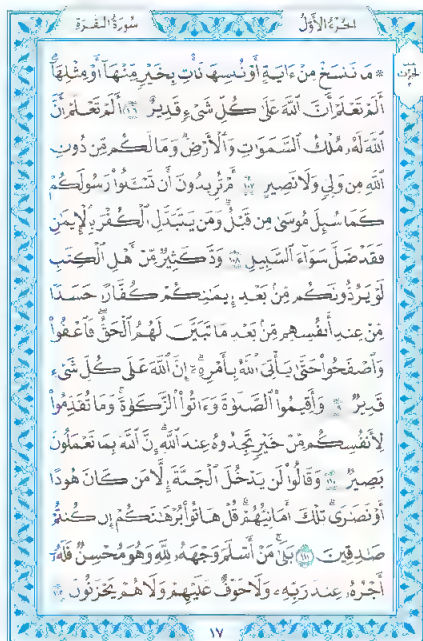 الجزء الأول سورة البقرة
* مَا نَنسَخْ مِنْ ءَايَةٍ أَوْ نُنسِهَا نَأْتِ بِخَيْرٍ مِّنْهَآ أَوْ مِثْلِهَآ
أَلَمْ تَعْلَمْ أَنَّ ٱللَّهَ عَلَىٰ كُلِّ شَىْءٍ قَدِيرٌ ١٠٦ أَلَمْ تَعْلَمْ أَنَّ
ٱللَّهَ لَهُۥ مُلْكُ ٱلسَّمَٰوَٰتِ وَٱلْأَرْضِ وَمَا لَكُم مِّن دُونِ
ٱللَّهِ مِن وَلِىٍّ وَلَا نَصِيرٍ ١٠٧ أَمْ تُرِيدُونَ أَن تَسْـَٔلُوا۟ رَسُولَكُمْ
كَمَا سُئِلَ مُوسَىٰ مِن قَبْلُ وَمَن يَتَبَدَّلِ ٱلْكُفْرَ بِٱلْإِيمَٰنِ
فَقَدْ ضَلَّ سَوَآءَ ٱلسَّبِيلِ ١٠٨ وَدَّ كَثِيرٌ مِّنْ أَهْلِ ٱلْكِتَٰبِ
لَوْ يَرُدُّونَكُم مِّنۢ بَعْدِ إِيمَٰنِكُمْ كُفَّارًا حَسَدًا
مِّنْ عِندِ أَنفُسِهِم مِّنۢ بَعْدِ مَا تَبَيَّنَ لَهُمُ ٱلْحَقُّ فَٱعْفُوا۟
وَٱصْفَحُوا۟ حَتَّىٰ يَأْتِىَ ٱللَّهُ بِأَمْرِهِۦٓ إِنَّ ٱللَّهَ عَلَىٰ كُلِّ شَىْءٍ
قَدِيرٌ ١٠٩ وَأَقِيمُوا۟ ٱلصَّلَوٰةَ وَءَاتُوا۟ ٱلزَّكَوٰةَ وَمَا تُقَدِّمُوا۟
لِأَنفُسِكُم مِّنْ خَيْرٍ تَجِدُوهُ عِندَ ٱللَّهِ إِنَّ ٱللَّهَ بِمَا تَعْمَلُونَ
بَصِيرٌ ١١٠ وَقَالُوا۟ لَن يَدْخُلَ ٱلْجَنَّةَ إِلَّا مَن كَانَ هُودًا
أَوْ نَصَٰرَىٰ تِلْكَ أَمَانِيُّهُمْ قُلْ هَاتُوا۟ بُرْهَٰنَكُمْ إِن كُنتُمْ
صَٰدِقِينَ ١١١ بَلَىٰ مَنْ أَسْلَمَ وَجْهَهُۥ لِلَّهِ وَهُوَ مُحْسِنٌ فَلَهُۥٓ
أَجْرُهُۥ عِندَ رَبِّهِۦ وَلَا خَوْفٌ عَلَيْهِمْ وَلَا هُمْ يَحْزَنُونَ ١١٢
١٧